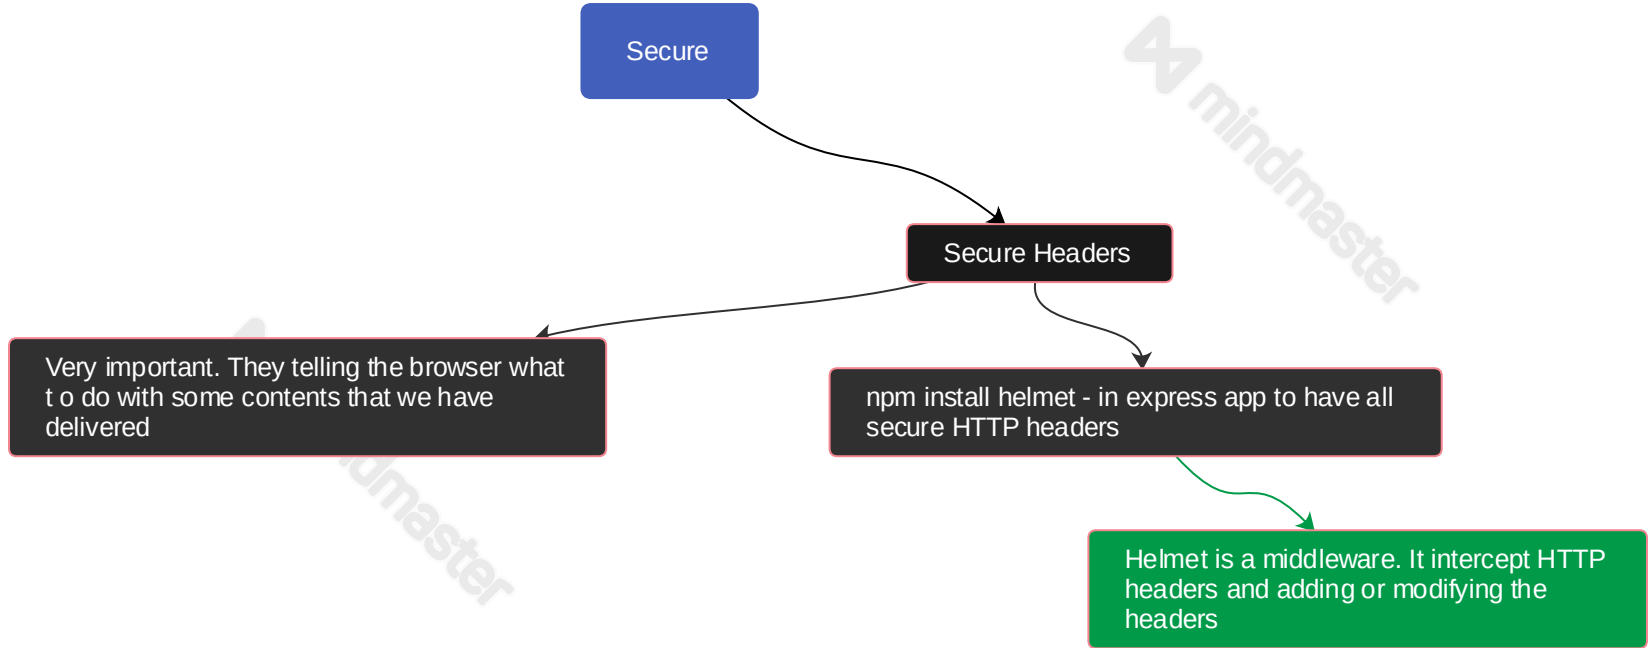 Secure
mindmaster
Secure Headers
Very important. They telling the browser what
t o do with some contents that we have
delivered
npm install helmet - in express app to have all
secure HTTP headers
dmaster
Helmet is a middleware. It intercept HTTP
headers and adding or modifying the
headers